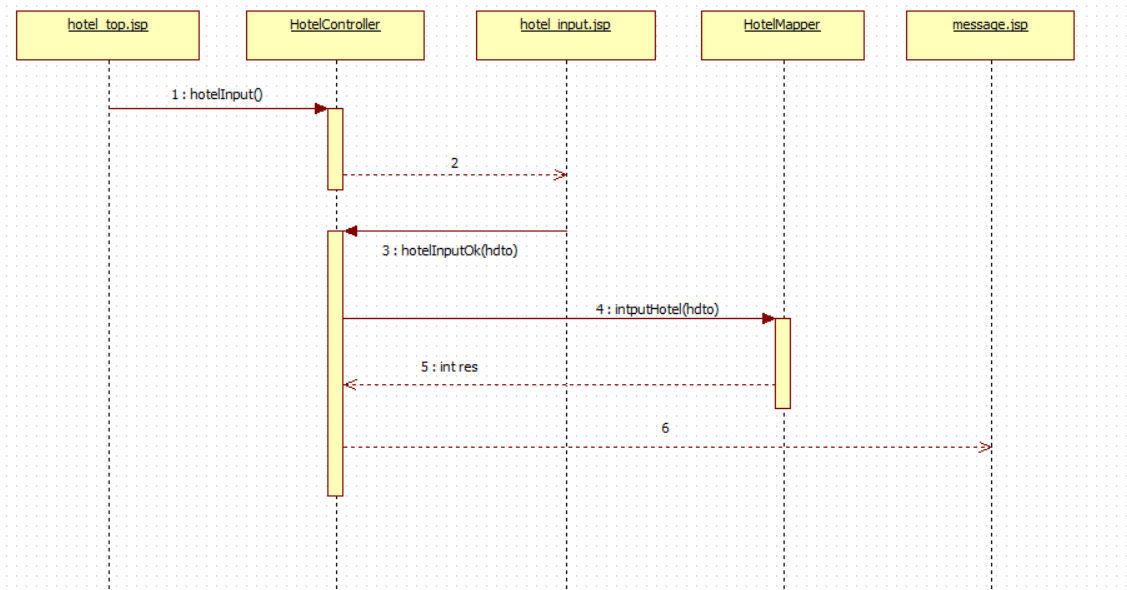 hotel_top.jsp
HotelController
hotel_input.jsp
HotelMapper
message.jsp
1 : hotelInput()
2
3 : hotelInputOk(hdto)
4 : intputHotel(hdto)
5 : int res
6